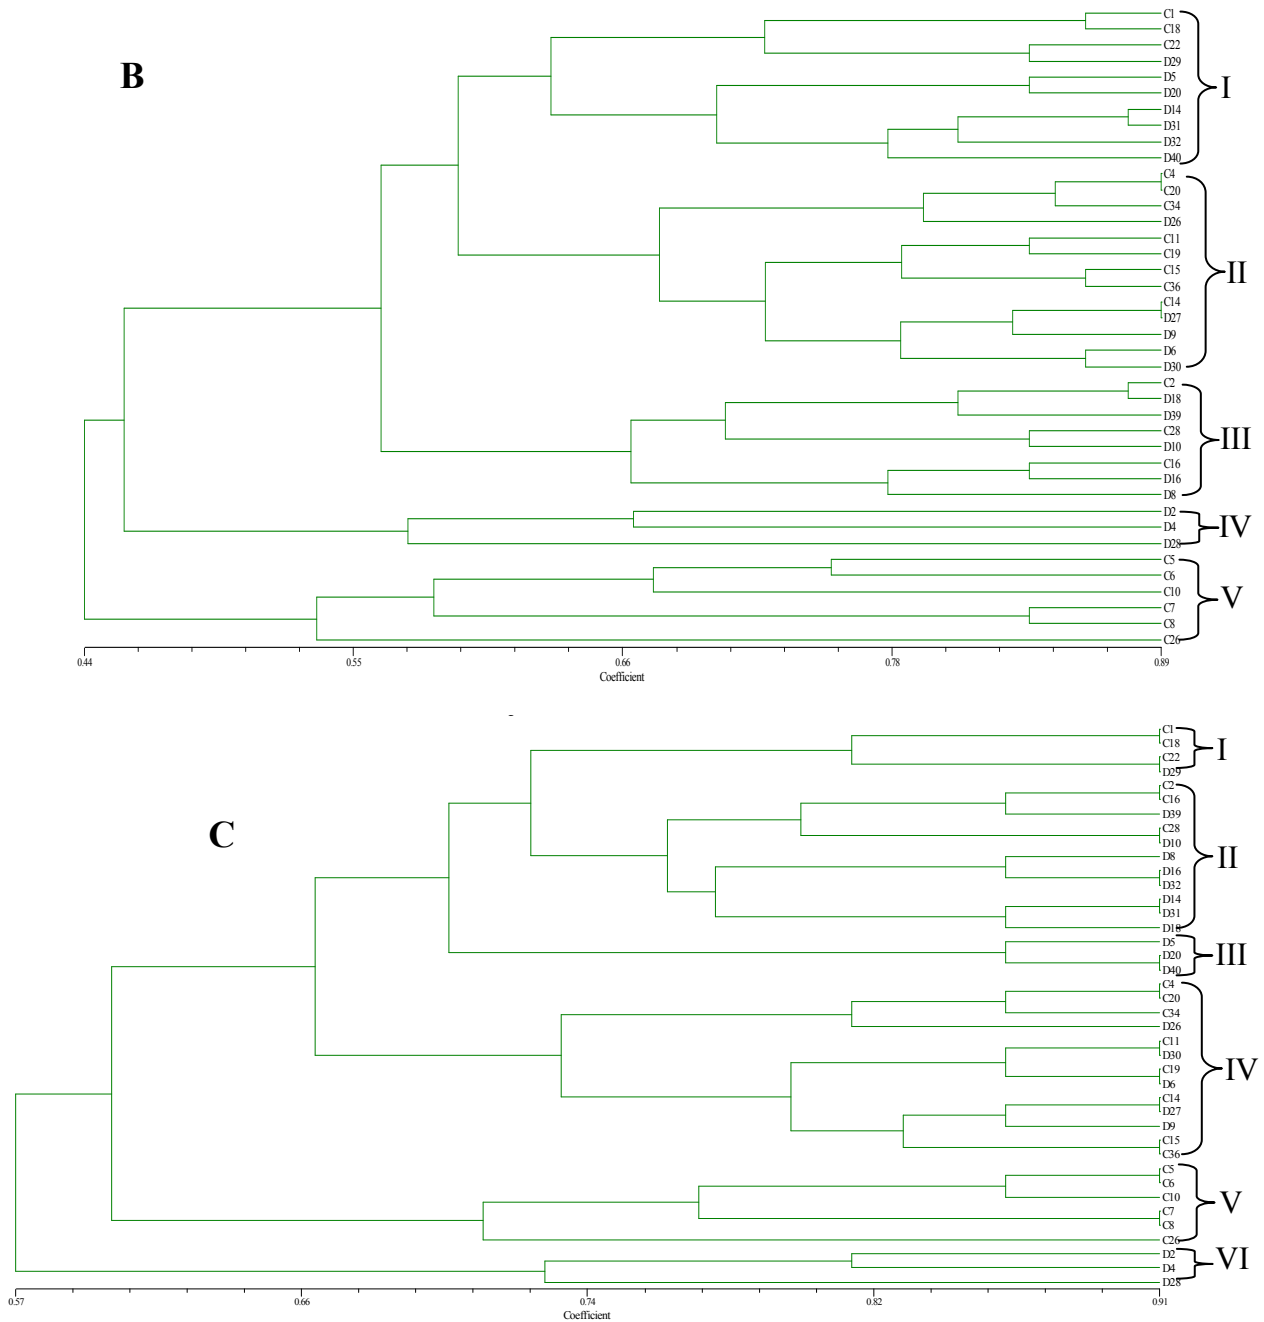 B
C1
C18
C22
D29
D5
D20
D14
D31
D32
D40
I
C4
C20
C34
D26
C11
C19
C15
C36
C14
D27
D9
D6
D30
II
C2
D18
D39
C28
D10
C16
D16
D8
III
D2
D4
D28
IV
C5
C6
C10
C7
C8
C26
V
0.44 0.55 0.66 0.78 0.89
Coefficient
C
C1
C18
C22
D29
I
C2
C16
D39
C28
D10
D8
D16
D32
D14
D31
D18
II
D5
D20
D40
III
C4
C20
C34
D26
C11
D30
C19
D6
C14
D27
D9
C15
C36
IV
C5
C6
C10
C7
C8
C26
V
D2
D4
D28
VI
0.57 0.66 0.74 0.82 0.91
Coefficient